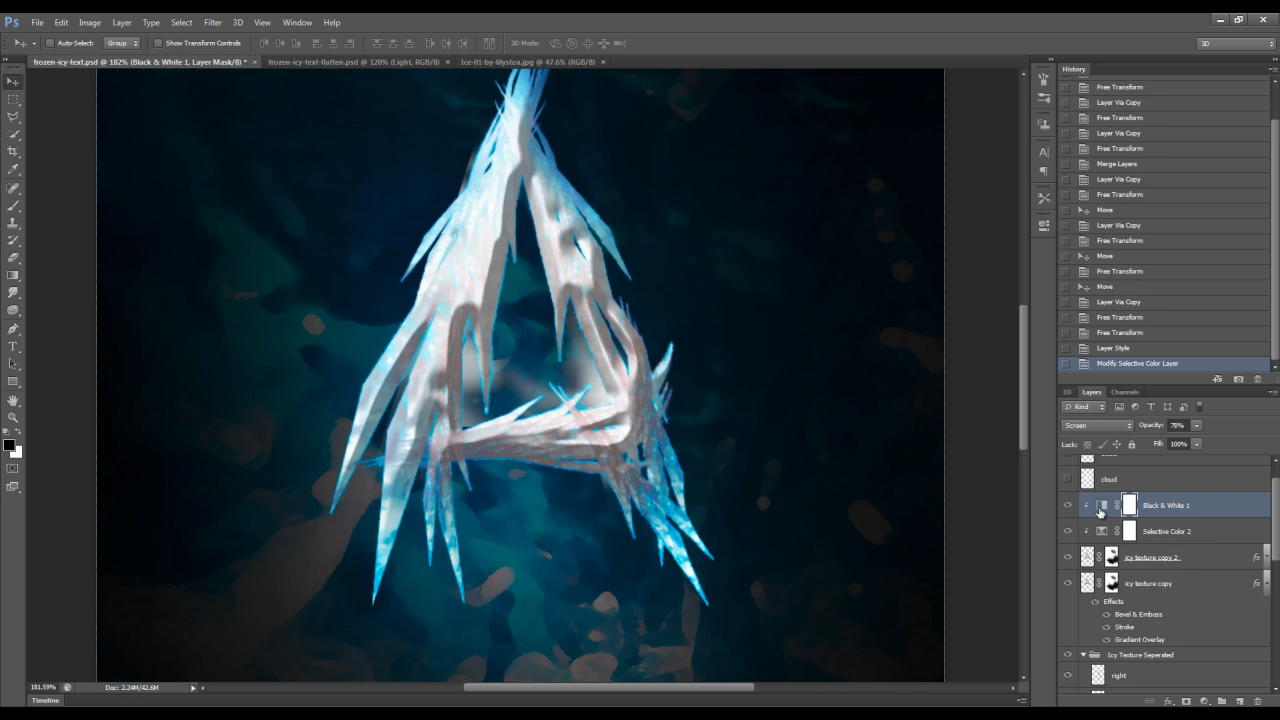 Ps File Edit Image Layer Type Select Filter 3D View Window Help
Auto-Select: Group Show Transform Controls 3D Mode: 3D
frozen-icy-text.psd @ 182% (Black & White 1, Layer Mask/8) * × frozen-icy-text-flatten.psd @ 120% (Light, RGB/8) × Ice-01-by-lilystox.jpg @ 47.6% (RGB/8) ×
History
Free Transform
Layer Via Copy
Free Transform
Layer Via Copy
Free Transform
Merge Layers
Layer Via Copy
Free Transform
Move
Layer Via Copy
Free Transform
Move
Free Transform
Move
Layer Via Copy
Free Transform
Free Transform
Layer Style
Modify Selective Color Layer
3D Layers Channels
Kind
Screen Opacity: 78%
Lock: Fill: 100%
cloud
Black & White 1
Selective Color 2
icy texture copy 2
fx
icy texture copy
fx
Effects
Bevel & Emboss
Stroke
Gradient Overlay
Icy Texture Seperated
right
181.59% Doc: 2.24M/42.6M
Timeline